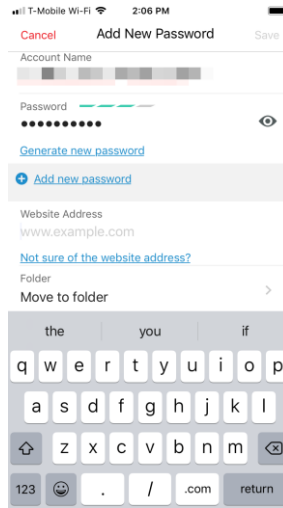 T-Mobile Wi-Fi 2:06 PM
Cancel Add New Password Save
Account Name
Password
Generate new password
Add new password
Website Address
www.example.com
Not sure of the website address?
Folder
Move to folder
the you if
q w e r t y u i o p
a s d f g h j k l
z x c v b n m
123 . / .com return